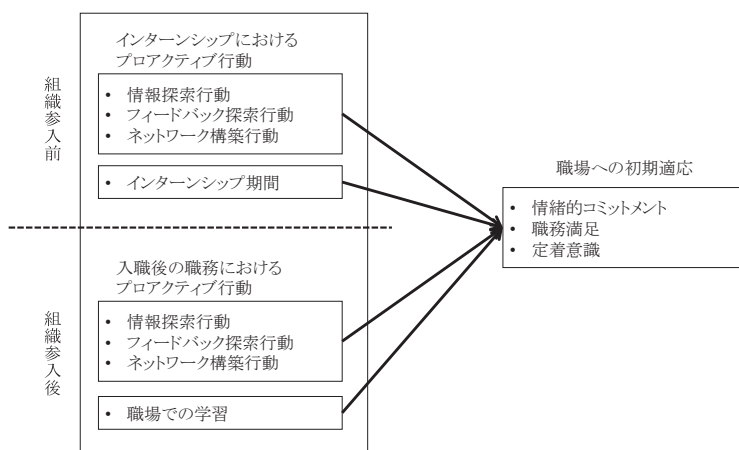 組織参入前
インターンシップにおける
プロアクティブ行動
• 情報探索行動
• フィードバック探索行動
• ネットワーク構築行動
• インターンシップ期間
組織参入後
入職後の職務における
プロアクティブ行動
• 情報探索行動
• フィードバック探索行動
• ネットワーク構築行動
• 職場での学習
職場への初期適応
• 情緒的コミットメント
• 職務満足
• 定着意識